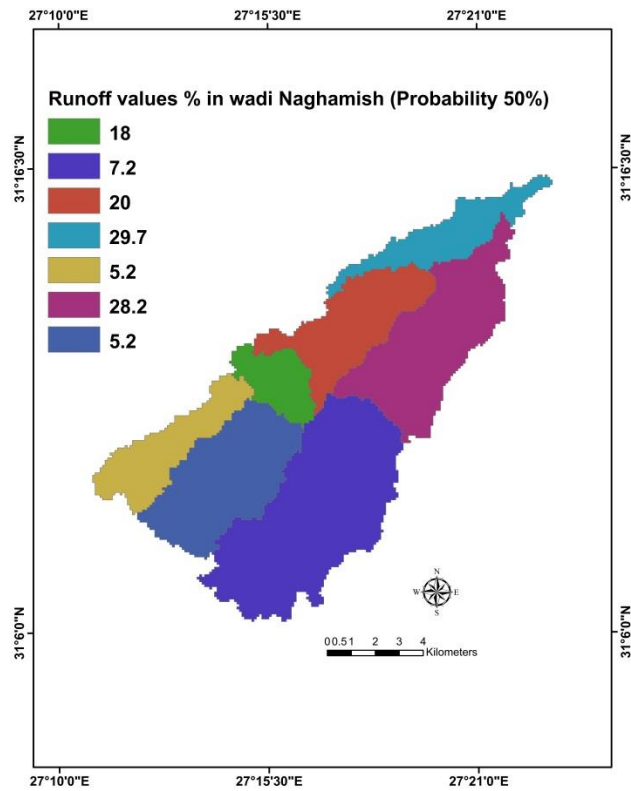 27°10'0"E 27°15'30"E 27°21'0"E
Runoff values % in wadi Naghamish (Probability 50%)
18
7.2
20
29.7
5.2
28.2
5.2
31°16'30"N 31°16'30"N
N
W E
S
31°6'0"N 31°6'0"N
0 0.5 1 2 3 4
Kilometers
27°10'0"E 27°15'30"E 27°21'0"E